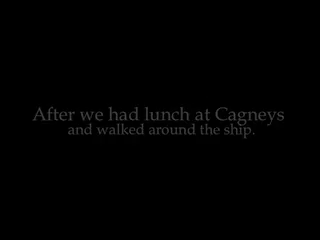 After we had lunch at Cagneys
and walked around the ship.